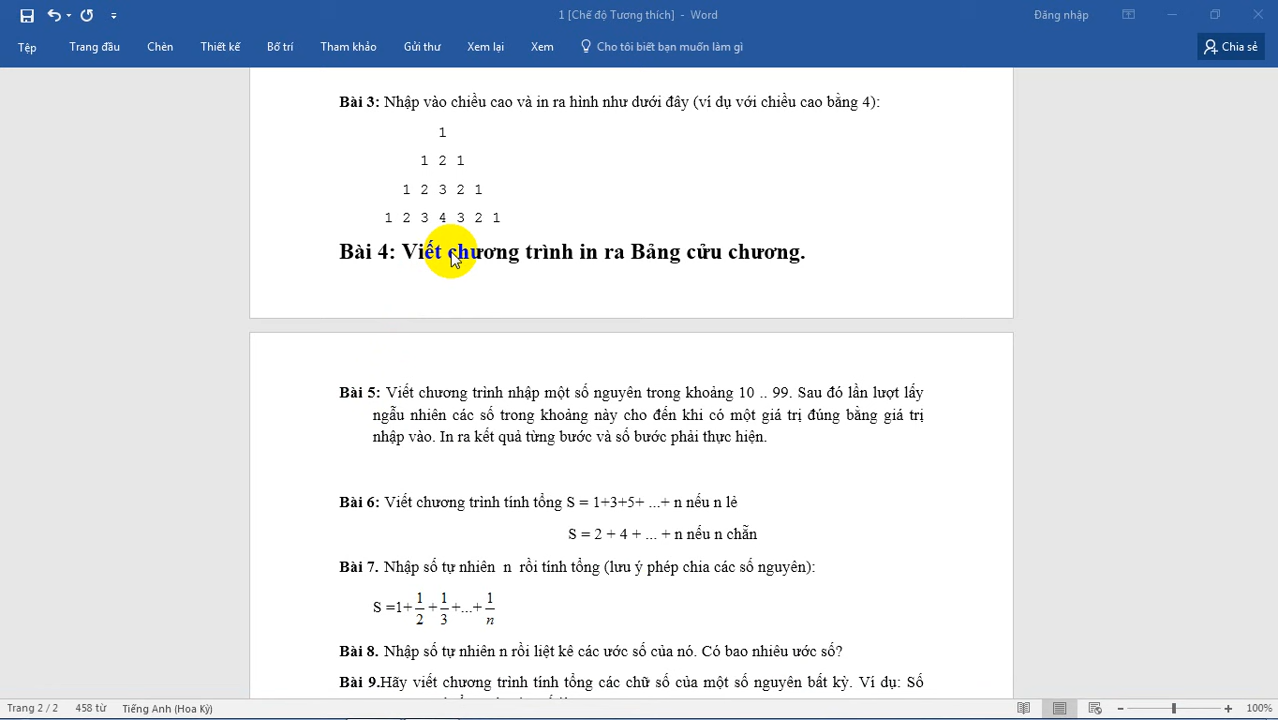 1 [Chế độ Tương thích] - Word
Đăng nhập
Tệp
Trang đầu
Chèn
Thiết kế
Bố trí
Tham khảo
Gửi thư
Xem lại
Xem
Cho tôi biết bạn muốn làm gì
Chia sẻ
Bài 3: Nhập vào chiều cao và in ra hình như dưới đây (ví dụ với chiều cao bằng 4):
1
1 2 1
1 2 3 2 1
1 2 3 4 3 2 1
Bài 4: Viết chương trình in ra Bảng cửu chương.
Bài 5: Viết chương trình nhập một số nguyên trong khoảng 10 .. 99. Sau đó lần lượt lấy
ngẫu nhiên các số trong khoảng này cho đến khi có một giá trị đúng bằng giá trị
nhập vào. In ra kết quả từng bước và số bước phải thực hiện.
Bài 6: Viết chương trình tính tổng S = 1+3+5+ ...+ n nếu n lẻ
S = 2 + 4 + ... + n nếu n chẵn
Bài 7. Nhập số tự nhiên n rồi tính tổng (lưu ý phép chia các số nguyên):
S =1+1/2+1/3+...+1/n
Bài 8. Nhập số tự nhiên n rồi liệt kê các ước số của nó. Có bao nhiêu ước số?
Bài 9.Hãy viết chương trình tính tổng các chữ số của một số nguyên bất kỳ. Ví dụ: Số
Trang 2 / 2
458 từ
Tiếng Anh (Hoa Kỳ)
100%